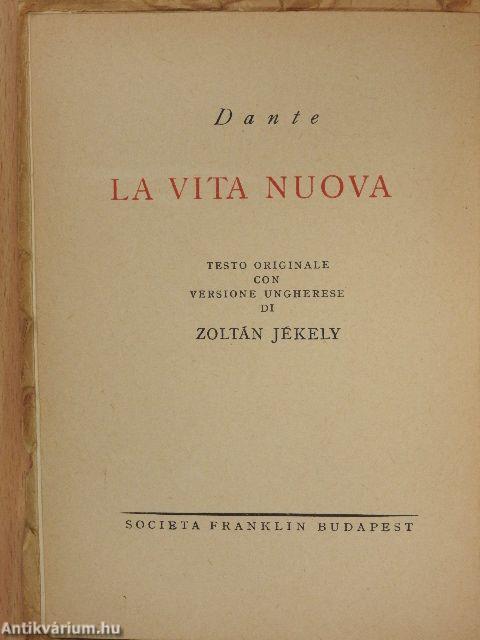 Dante
LA VITA NUOVA
TESTO ORIGINALE
CON
VERSIONE UNGHERESE
DI
ZOLTÁN JÉKELY
SOCIETA FRANKLIN BUDAPEST
Antikvárium.hu